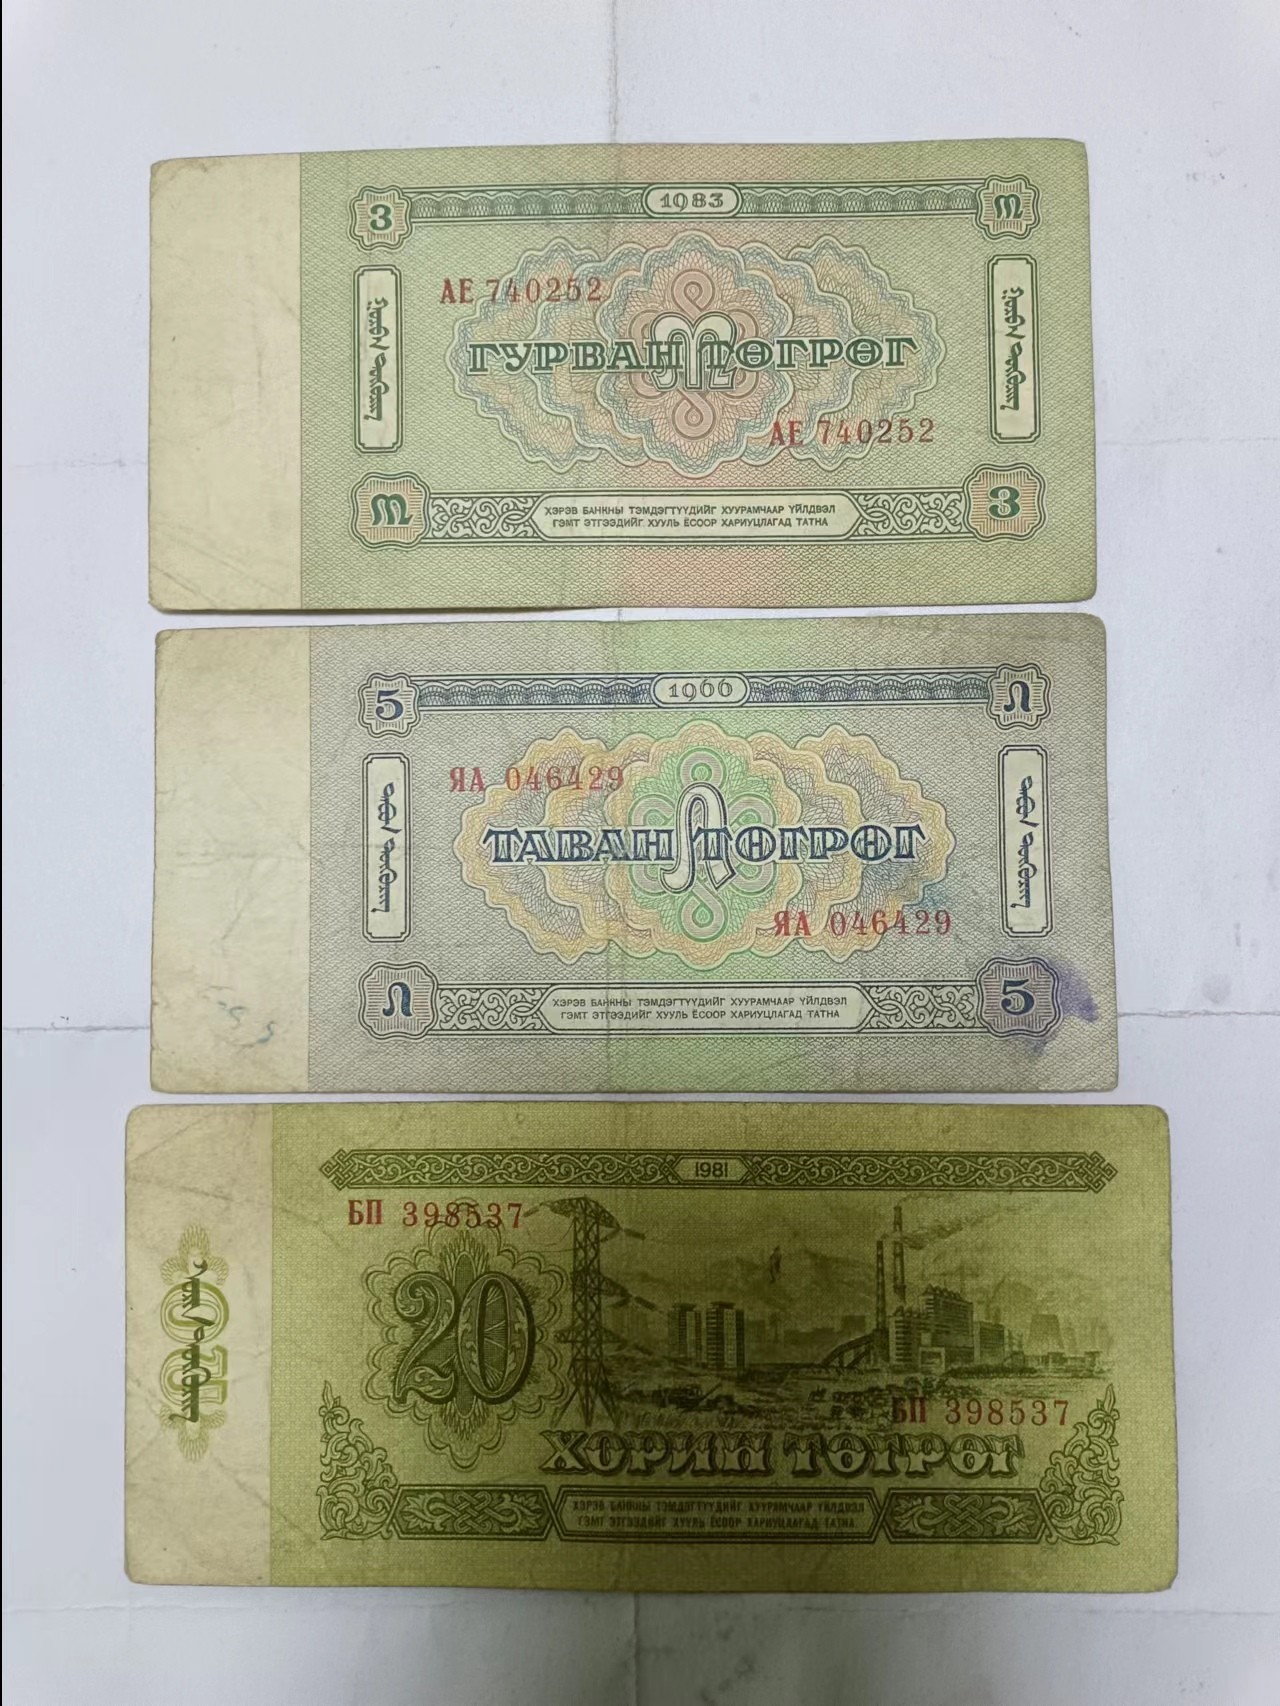 3
1983
АЕ 740252
ГУРВАН ТӨГРӨГ
АЕ 740252
ХЭРЭВ БАНКНЫ ТЭМДЭГТҮҮДИЙГ ХУУРАМЧААР ҮЙЛДВЭЛ
ГЭМТ ЭТГЭЭДИЙГ ХУУЛЬ ЁСООР ХАРИУЦЛАГАД ТАТНА
3
5
1966
ЯА 046429
ТАВАН ТӨГРӨГ
ЯА 046429
ХЭРЭВ БАНКНЫ ТЭМДЭГТҮҮДИЙГ ХУУРАМЧААР ҮЙЛДВЭЛ
ГЭМТ ЭТГЭЭДИЙГ ХУУЛЬ ЁСООР ХАРИУЦЛАГАД ТАТНА
5
1981
БП 398537
20
БП 398537
ХОРИН ТӨГРӨГ
ХЭРЭВ БАНКНЫ ТЭМДЭГТҮҮДИЙГ ХУУРАМЧААР ҮЙЛДВЭЛ
ГЭМТ ЭТГЭЭДИЙГ ХУУЛЬ ЁСООР ХАРИУЦЛАГАД ТАТНА